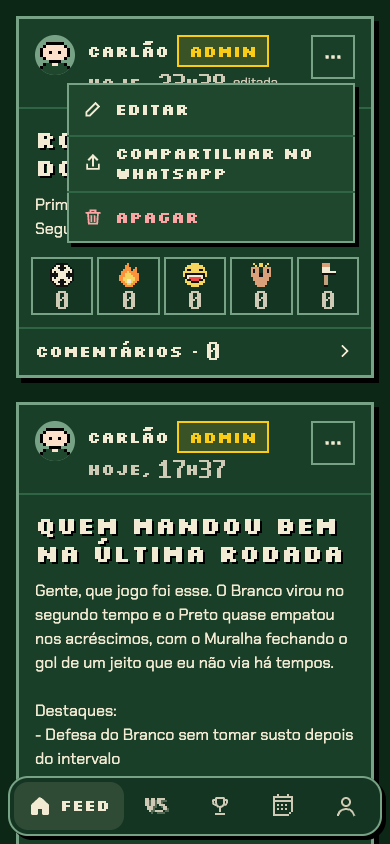 CARLÃO ADMIN
HOJE, 22H28 editado
EDITAR
COMPARTILHAR NO
WHATSAPP
APAGAR
0 0 0 0 0
COMENTÁRIOS - 0
CARLÃO ADMIN
HOJE, 17H37
QUEM MANDOU BEM
NA ÚLTIMA RODADA
Gente, que jogo foi esse. O Branco virou no
segundo tempo e o Preto quase empatou
nos acréscimos, com o Muralha fechando o
gol de um jeito que eu não via há tempos.
Destaques:
- Defesa do Branco sem tomar susto depois
do intervalo
FEED VS